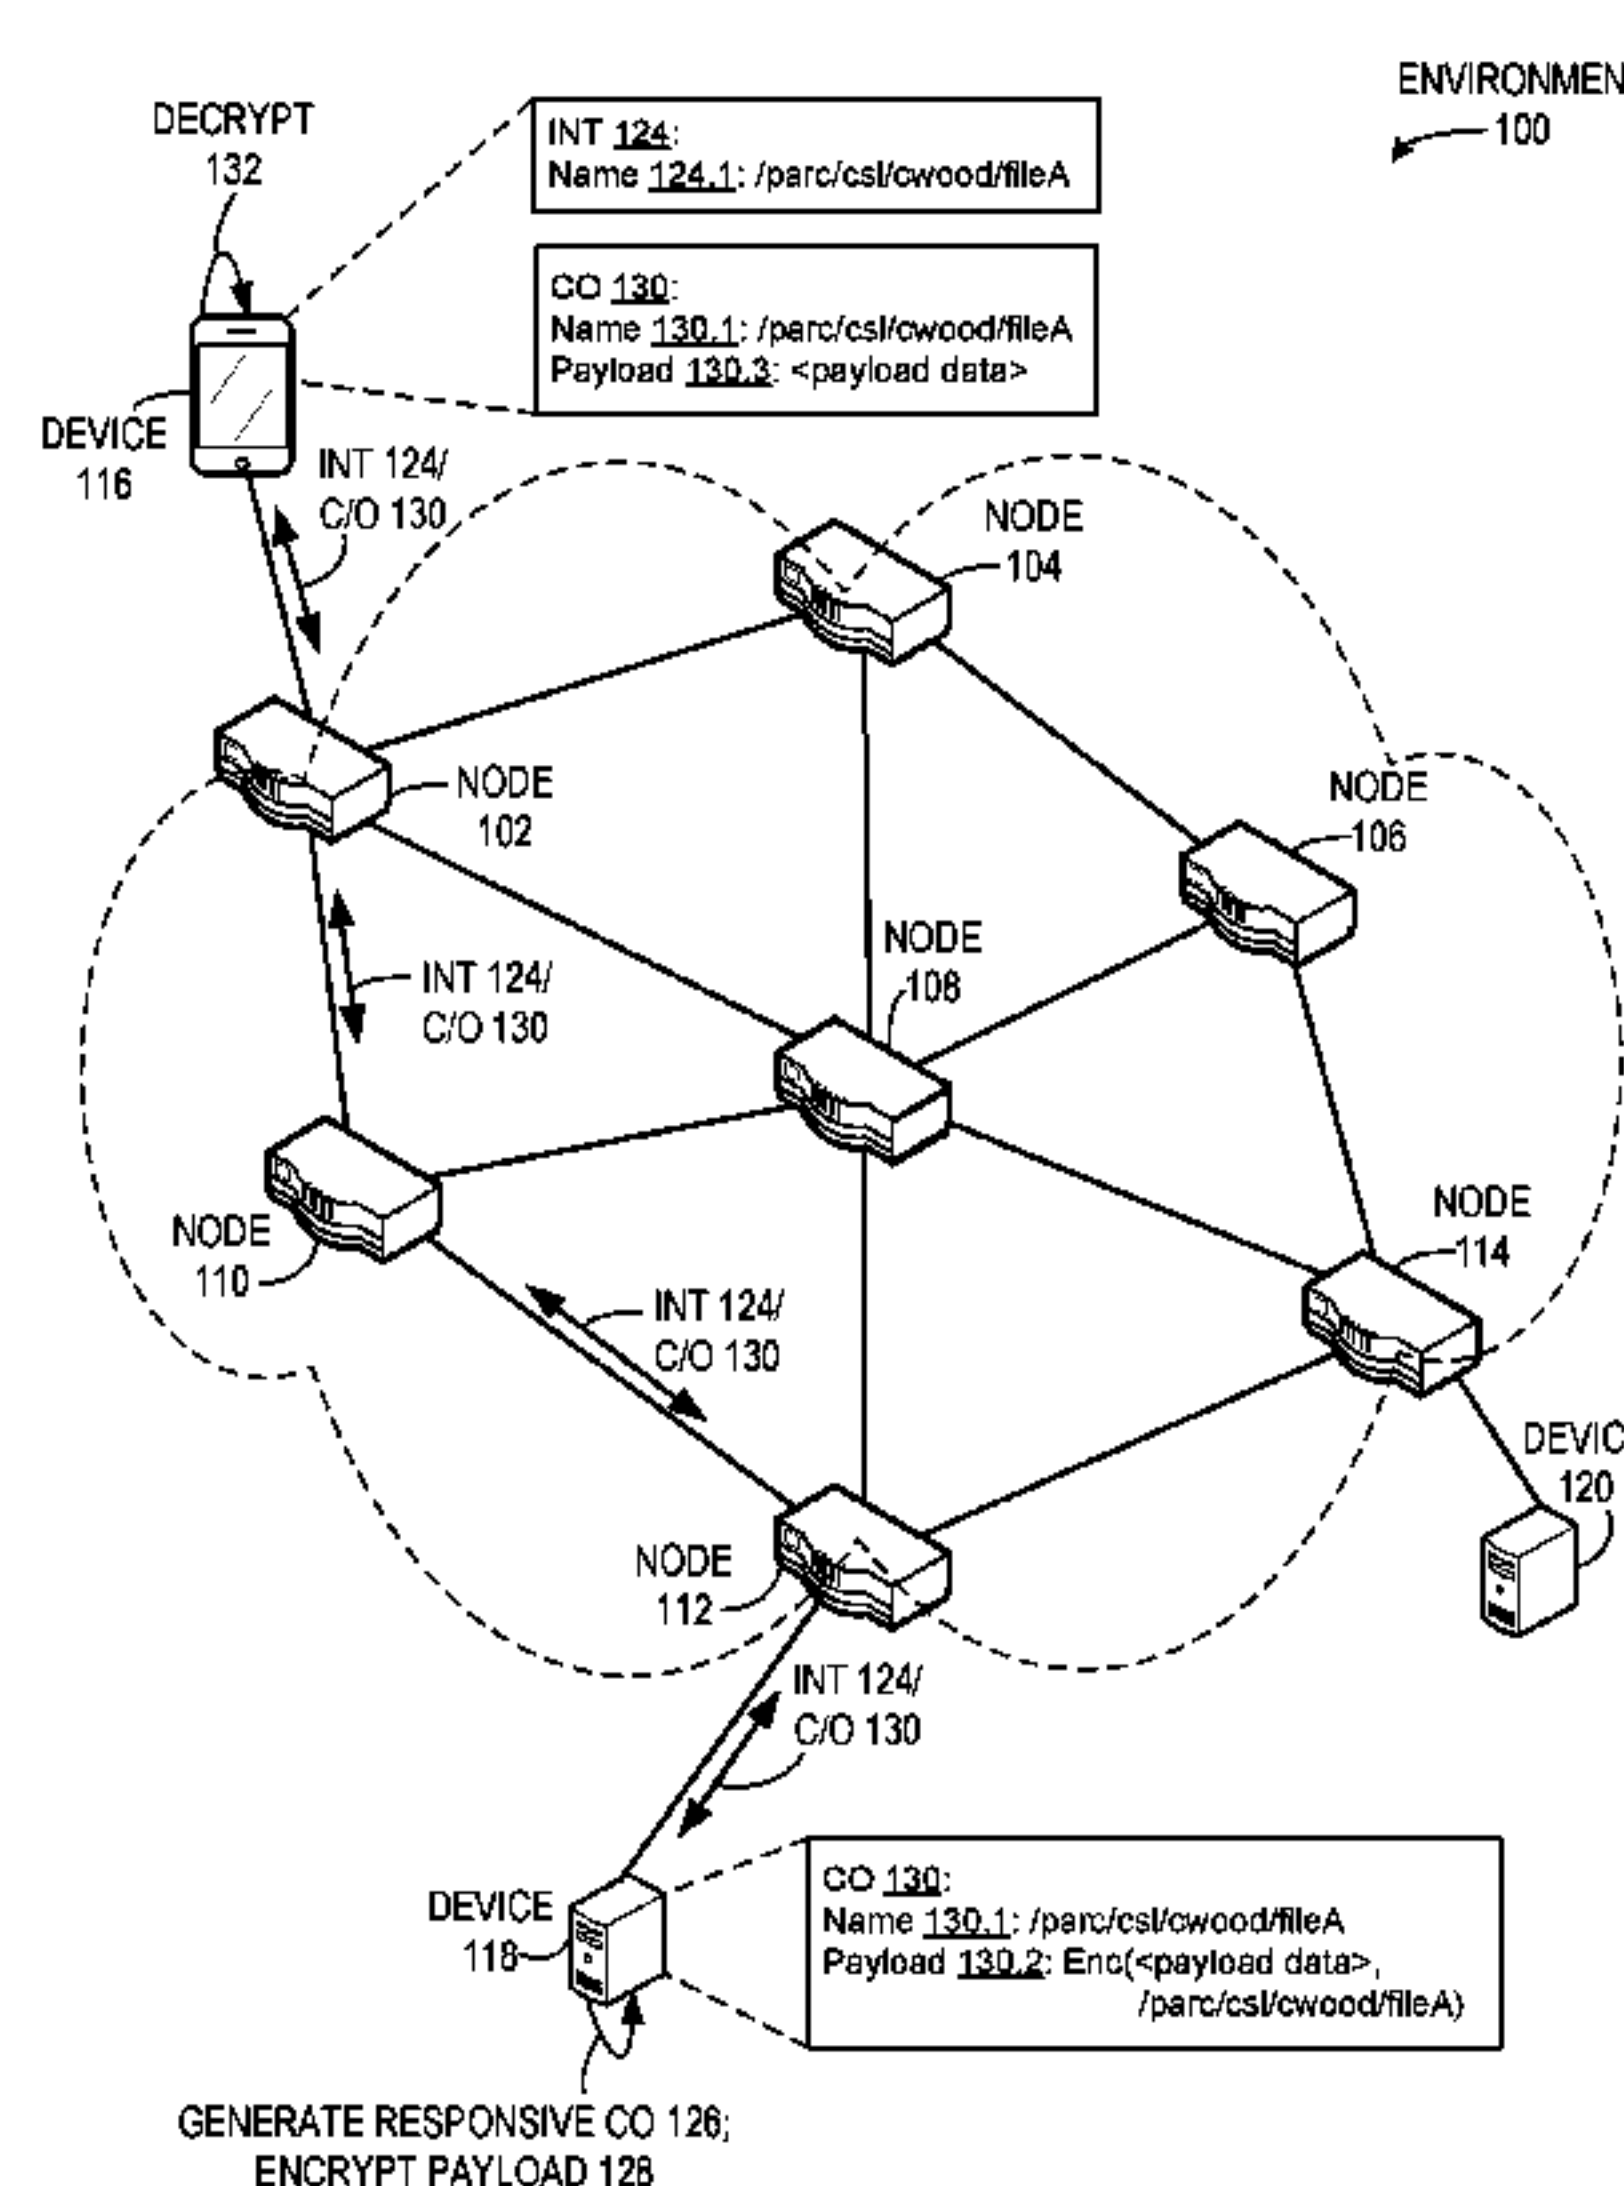 ENVIRONMEN
100
DECRYPT
132
INT 124:
Name 124.1: /parc/csl/cwood/fileA
CO 130:
Name 130.1: /parc/csl/cwood/fileA
Payload 130.3: <payload data>
DEVICE
116
INT 124/
C/O 130
NODE
104
NODE
102
NODE
106
NODE
108
INT 124/
C/O 130
NODE
110
NODE
114
INT 124/
C/O 130
DEVIC
120
NODE
112
INT 124/
C/O 130
DEVICE
118
CO 130:
Name 130.1: /parc/csl/cwood/fileA
Payload 130.2: Enc(<payload data>,
/parc/csl/cwood/fileA)
GENERATE RESPONSIVE CO 126;
ENCRYPT PAYLOAD 128